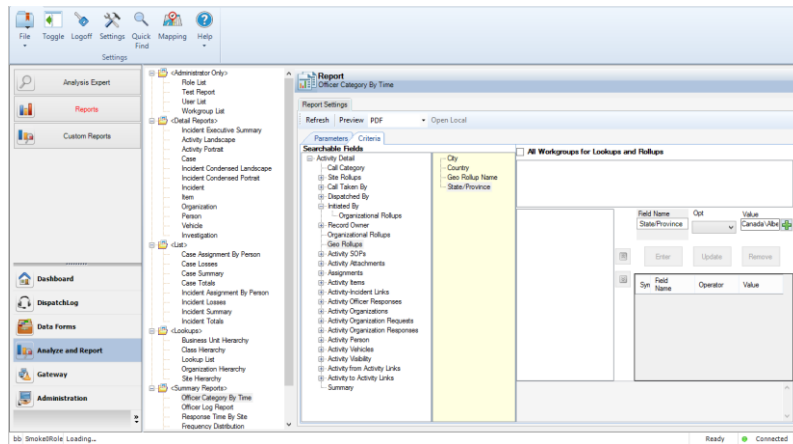 File
Toggle
Logoff
Settings
Quick Find
Mapping
Help
Settings
Analysis Expert
Reports
Custom Reports
Dashboard
DispatchLog
Data Forms
Analyze and Report
Gateway
Administration
<Administrator Only>
Role List
Test Report
User List
Workgroup List
<Detail Reports>
Incident Executive Summary
Activity Landscape
Activity Portrait
Case
Incident Condensed Landscape
Incident Condensed Portrait
Incident
Item
Organization
Person
Vehicle
Investigation
<List>
Case Assignment By Person
Case Losses
Case Summary
Case Totals
Incident Assignment By Person
Incident Losses
Incident Summary
Incident Totals
<Lookups>
Business Unit Hierarchy
Class Hierarchy
Lookup List
Organization Hierarchy
Site Hierarchy
<Summary Reports>
Officer Category By Time
Officer Log Report
Response Time By Site
Frequency Distribution
Report
Officer Category By Time
Report Settings
Refresh Preview PDF Open Local
Parameters Criteria
Searchable Fields
Activity Detail
Call Category
Site Rollups
Call Taken By
Dispatched By
Initiated By
Organizational Rollups
Record Owner
Organizational Rollups
Geo Rollups
Activity SOPs
Activity Attachments
Assignments
Activity Items
Activity-Incident Links
Activity Officer Responses
Activity Organizations
Activity Organization Requests
Activity Organization Responses
Activity Person
Activity Vehicles
Activity Visibility
Activity from Activity Links
Activity to Activity Links
Summary
City
Country
Geo Rollup Name
State/Province
All Workgroups for Lookups and Rollups
Field Name Opt Value
State/Province Canada\Albe
Enter Update Remove
Syn Field Name Operator Value
bb_SmokeIRole Loading...
Ready Connected